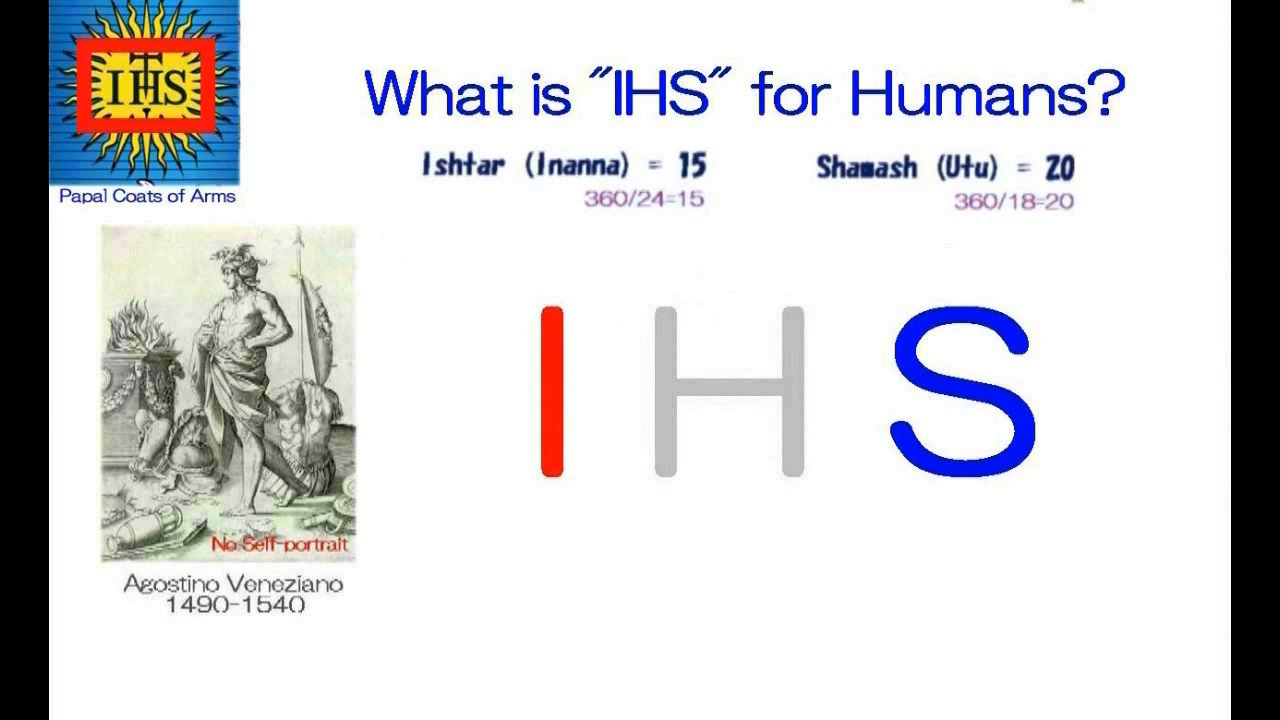 IHS
What is "IHS" for Humans?
Ishtar (Inanna) = 15
360/24=15
Shamash (Utu) = 20
360/18=20
Papal Coats of Arms
I H S
No Self-portrait
Agostino Veneziano
1490-1540